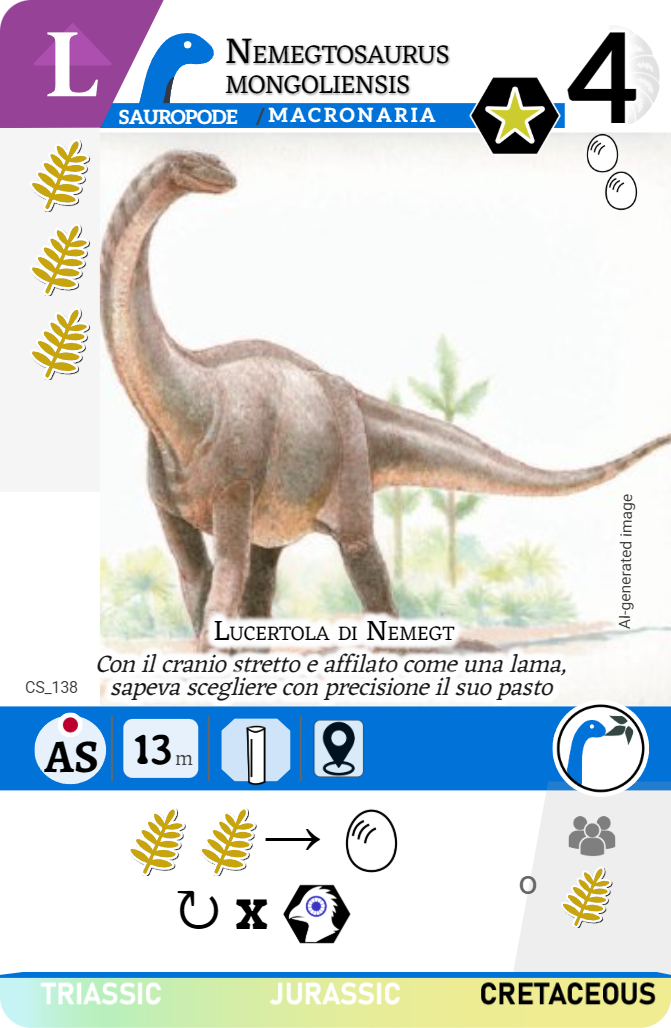 L
Nemegtosaurus
mongoliensis
4
SAUROPODE / MACRONARIA
AI-generated image
Lucertola di Nemegt
Con il cranio stretto e affilato come una lama,
sapeva scegliere con precisione il suo pasto
CS_138
AS
13 m
O
x
TRIASSIC JURASSIC CRETACEOUS